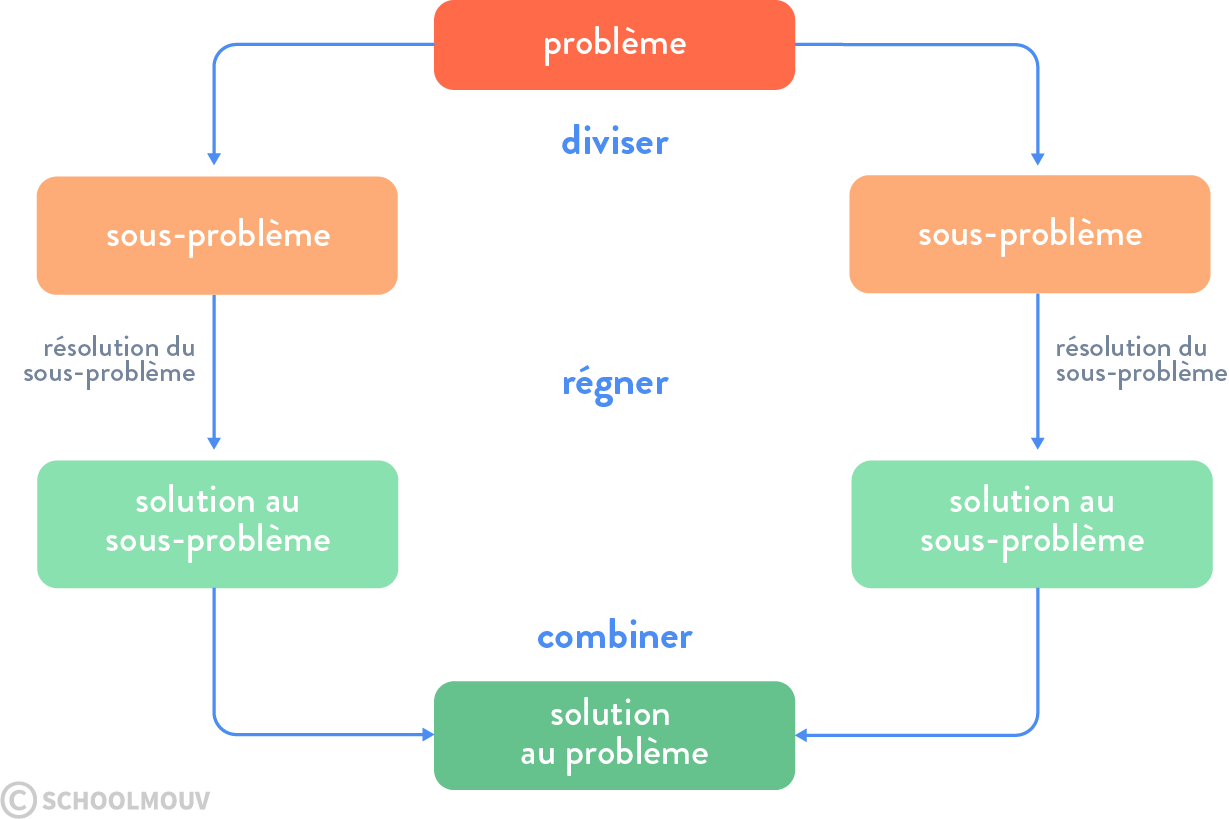 problème
diviser
sous-problème
sous-problème
résolution du
sous-problème
régner
résolution du
sous-problème
solution au
sous-problème
solution au
sous-problème
combiner
solution
au problème
© SCHOOLMOUV